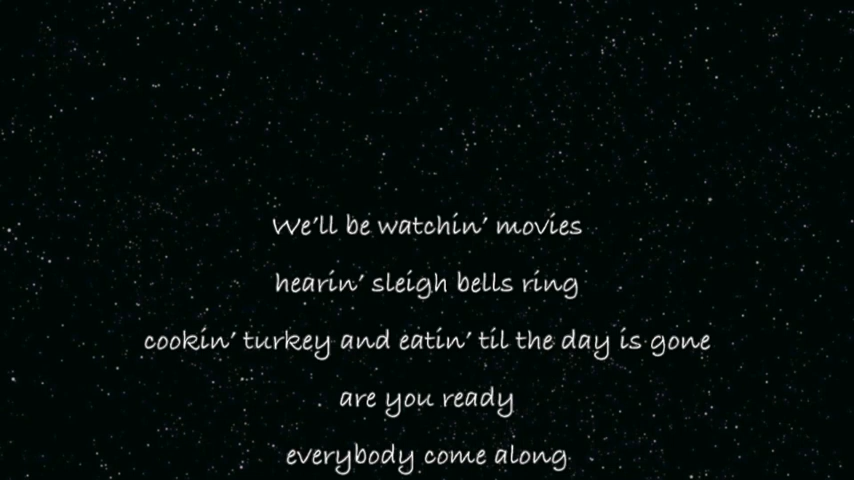 We'll be watchin' movies
hearin' sleigh bells ring
cookin' turkey and eatin' til the day is gone
are you ready
everybody come along